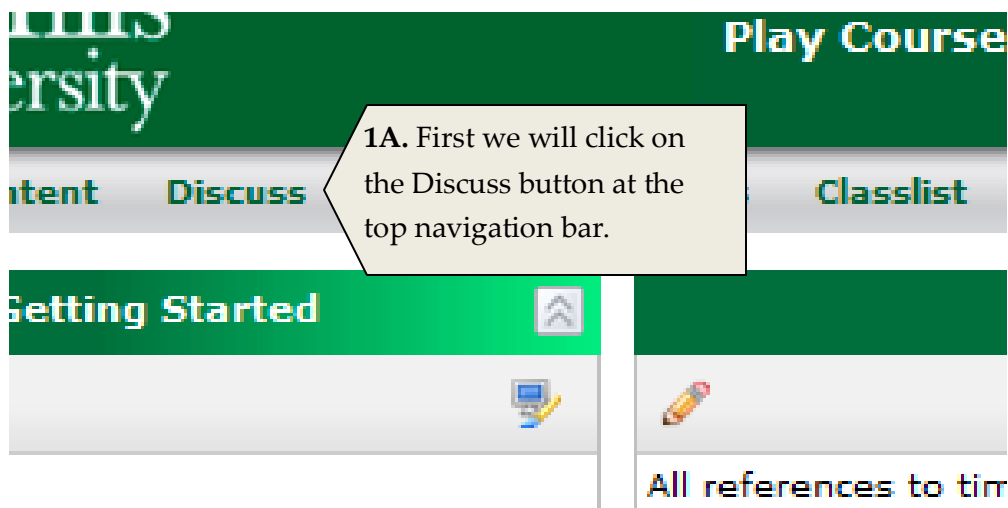 ersity
Play Course
1A. First we will click on
the Discuss button at the
top navigation bar.
ntent Discuss Classlist
Getting Started
All references to tim